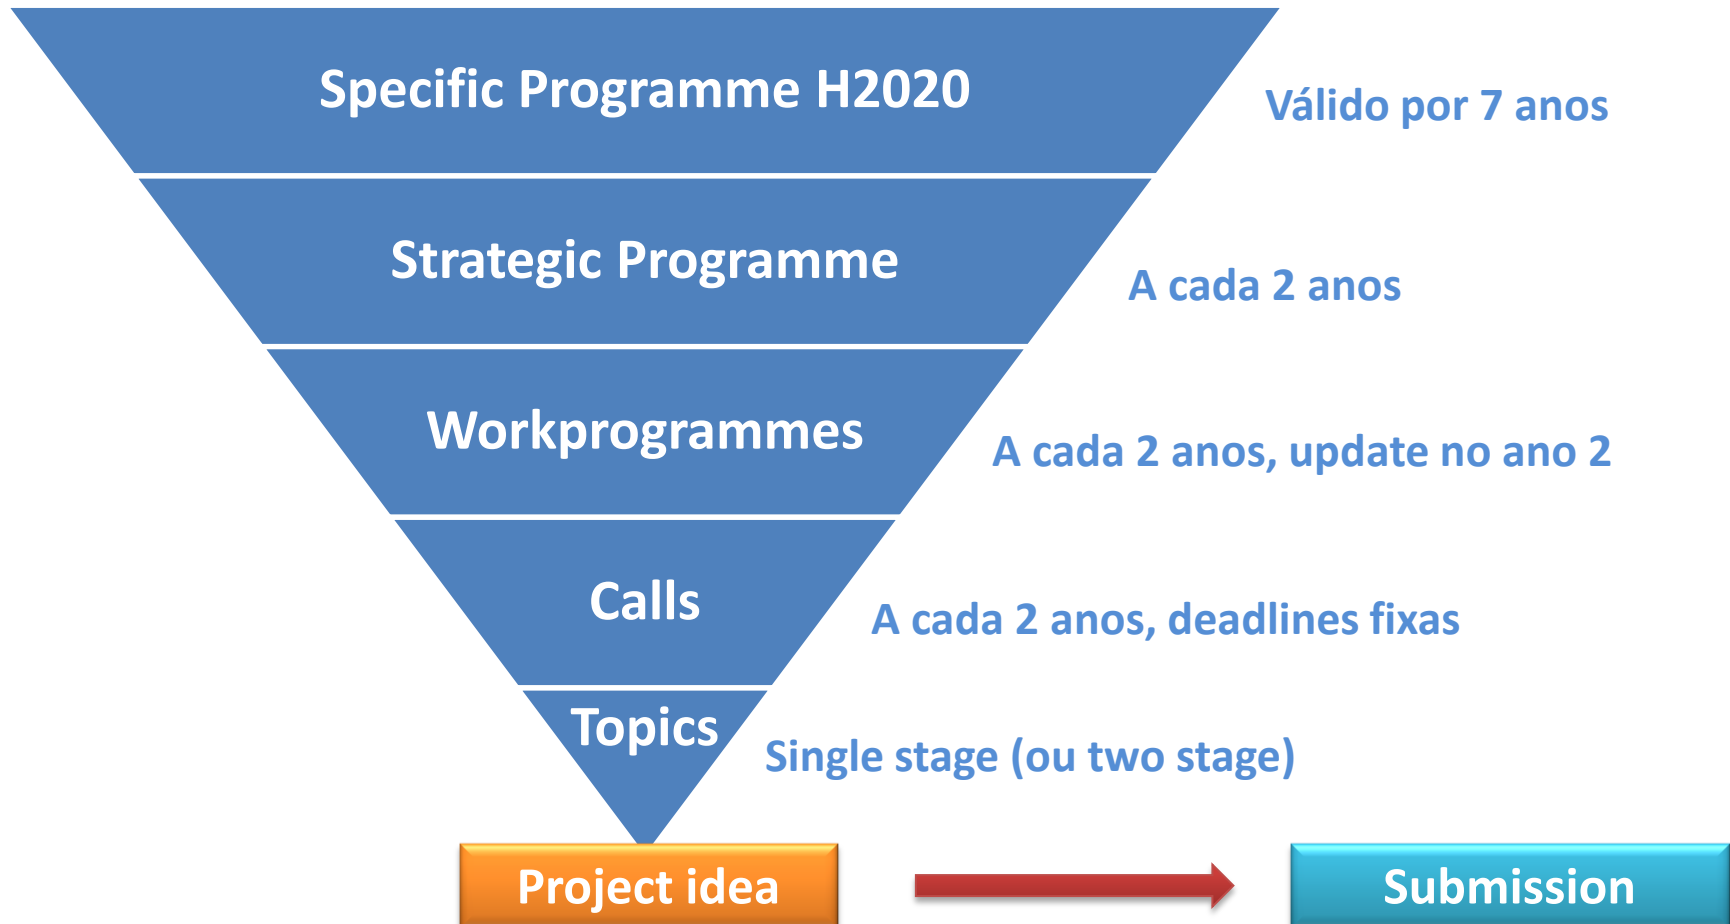 Specific Programme H2020
Válido por 7 anos
Strategic Programme
A cada 2 anos
Workprogrammes
A cada 2 anos, update no ano 2
Calls
A cada 2 anos, deadlines fixas
Topics
Single stage (ou two stage)
Project idea
Submission